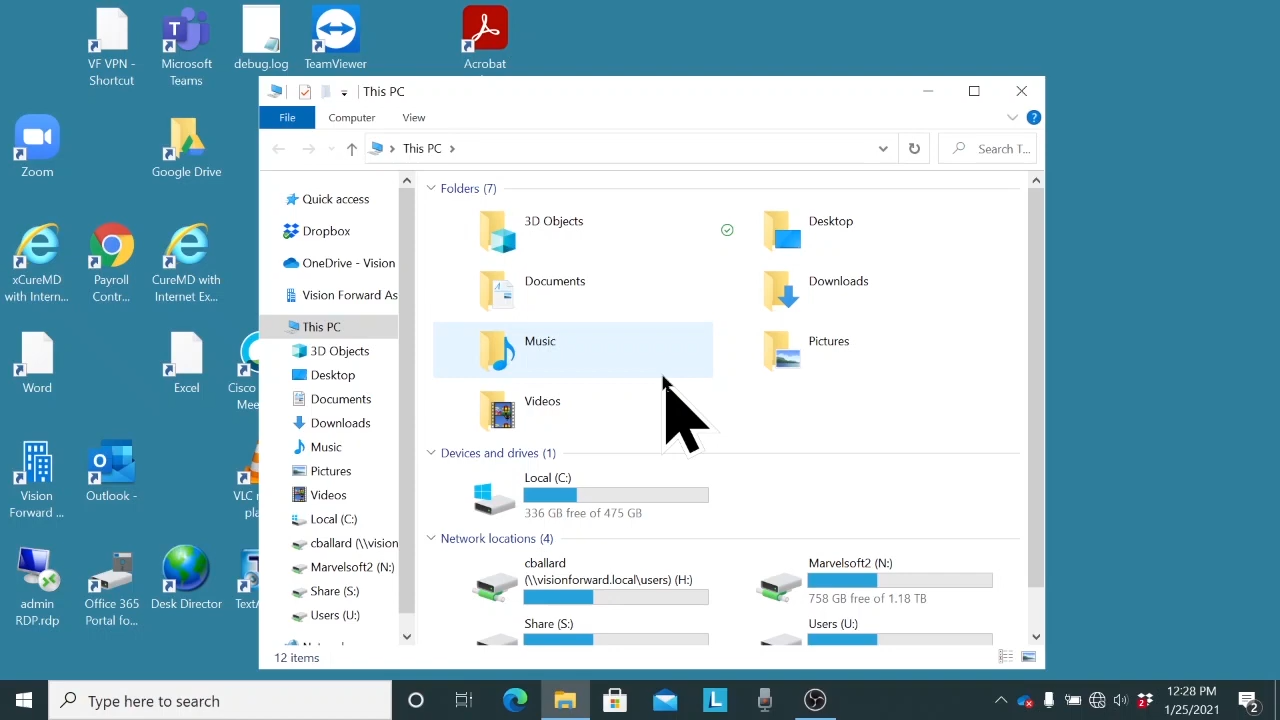 VF VPN -
Shortcut
Microsoft
Teams
debug.log
TeamViewer
Acrobat
Zoom
Google Drive
xCureMD
with Intern...
Payroll
Contr...
CureMD with
Internet Ex...
Word
Excel
Cisco
Mee
Vision
Forward ...
Outlook -
VLC
pla
admin
RDP.rdp
Office 365
Portal fo...
Desk Director
Text
This PC
File
Computer
View
This PC
Search T...
Quick access
Dropbox
OneDrive - Vision
Vision Forward As
This PC
3D Objects
Desktop
Documents
Downloads
Music
Pictures
Videos
Local (C:)
cballard (\\vision
Marvelsoft2 (N:)
Share (S:)
Users (U:)
Folders (7)
3D Objects
Desktop
Documents
Downloads
Music
Pictures
Videos
Devices and drives (1)
Local (C:)
336 GB free of 475 GB
Network locations (4)
cballard
(\\visionforward.local\users) (H:)
Marvelsoft2 (N:)
758 GB free of 1.18 TB
Share (S:)
Users (U:)
12 items
Type here to search
12:28 PM
1/25/2021
2